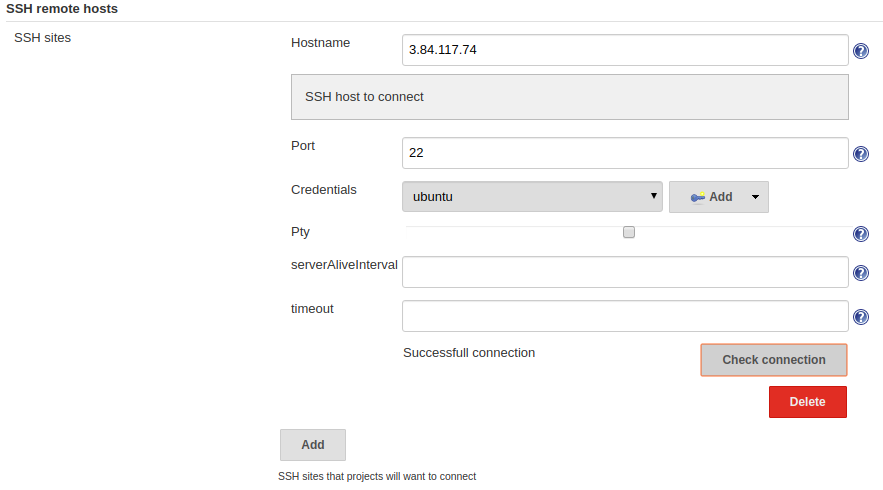 SSH remote hosts
SSH sites
Hostname
3.84.117.74
SSH host to connect
Port
22
Credentials
ubuntu
Add
Pty
serverAliveInterval
timeout
Successfull connection
Check connection
Delete
Add
SSH sites that projects will want to connect